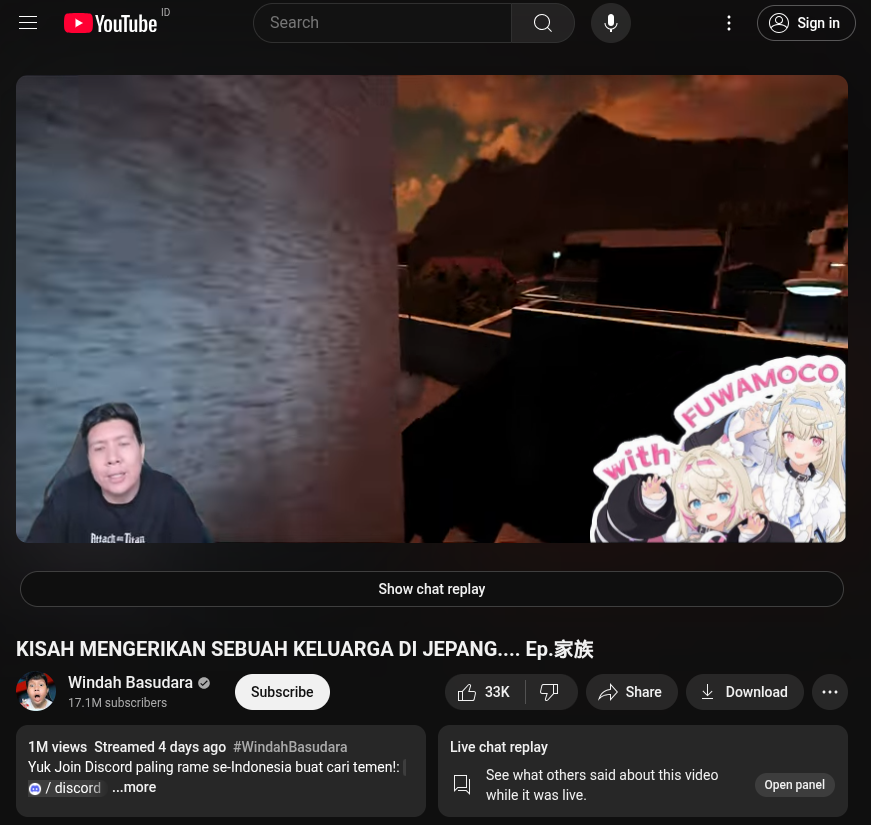 YouTube ID
Search
Sign in
FUWAMOCO
with
Attack on Titan
Show chat replay
KISAH MENGERIKAN SEBUAH KELUARGA DI JEPANG.... Ep.家族
Windah Basudara
17.1M subscribers
Subscribe
33K
Share
Download
1M views Streamed 4 days ago #WindahBasudara
Yuk Join Discord paling rame se-Indonesia buat cari temen!:
/ discord ...more
Live chat replay
See what others said about this video
while it was live.
Open panel